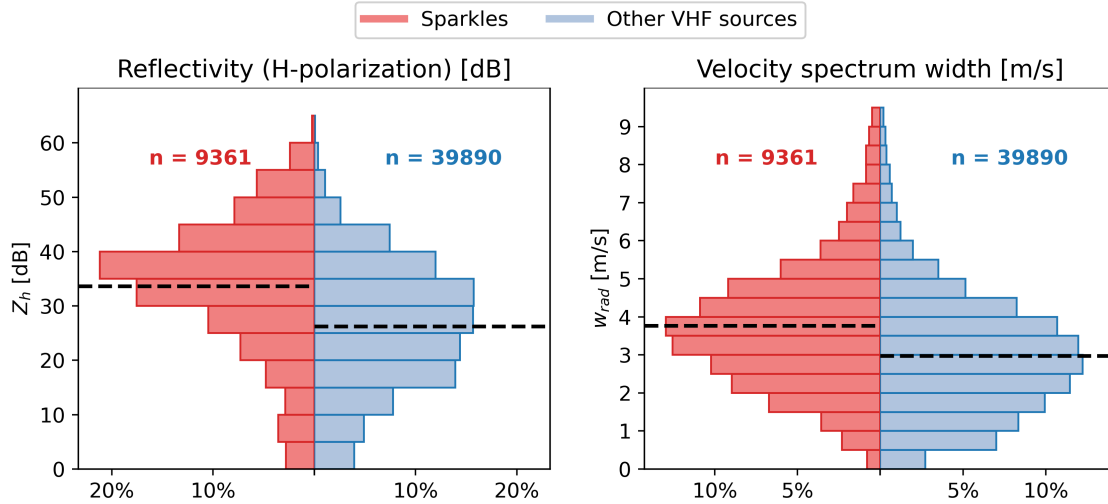 Sparkles Other VHF sources
Reflectivity (H-polarization) [dB]
n = 9361 n = 39890
Z_h [dB]
60
50
40
30
20
10
0
20% 10% 10% 20%
Velocity spectrum width [m/s]
n = 9361 n = 39890
w_rad [m/s]
9
8
7
6
5
4
3
2
1
0
10% 5% 5% 10%